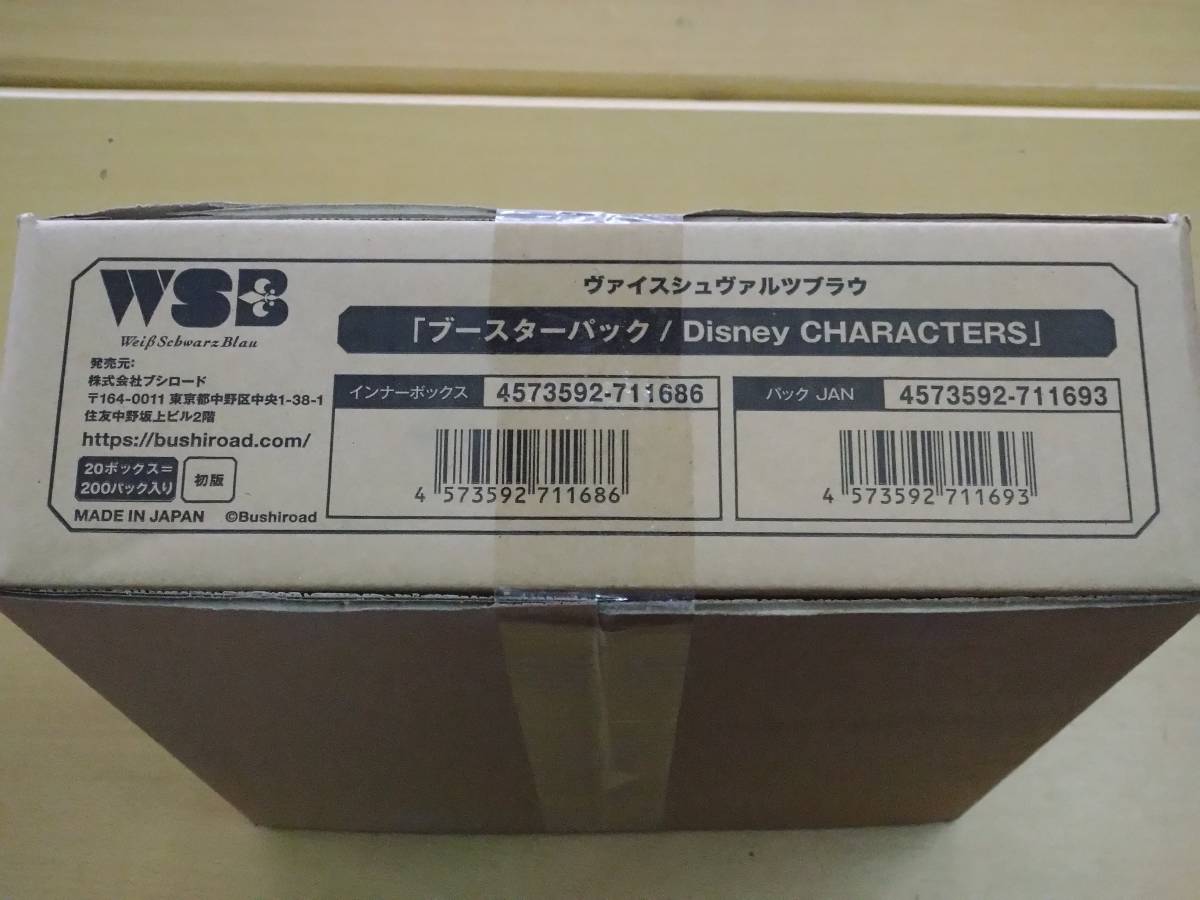 WSB
Weiß Schwarz Blau
発売元:
株式会社ブシロード
〒164-0011 東京都中野区中央1-38-1
住友中野坂上ビル2階
https://bushiroad.com/
20ボックス=
200パック入り
初版
MADE IN JAPAN ©Bushiroad
ヴァイスシュヴァルツブラウ
「ブースターパック / Disney CHARACTERS」
インナーボックス 4573592-711686
4 573592 711686
パック JAN 4573592-711693
4 573592 711693